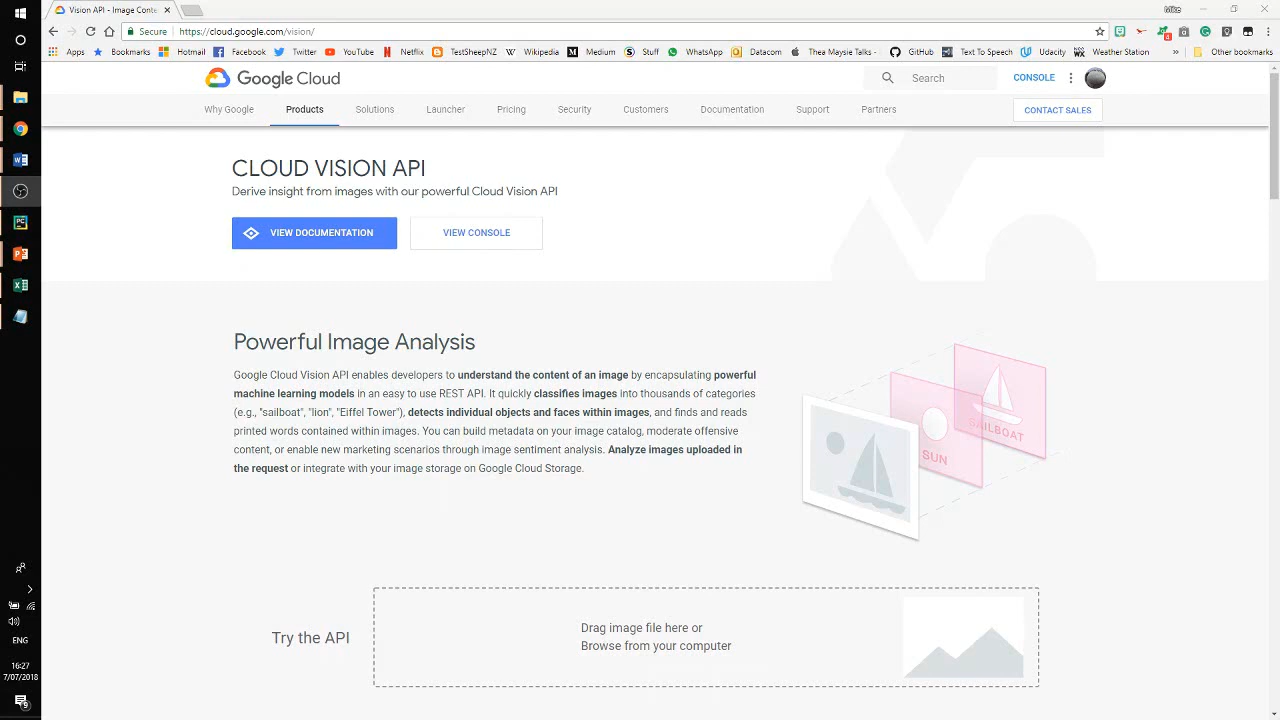 Vision API - Image Conte
Mike
Secure
https://cloud.google.com/vision/
4
Apps
Bookmarks
Hotmail
Facebook
Twitter
YouTube
Netflix
TestSheepNZ
Wikipedia
Medium
Stuff
WhatsApp
Datacom
Thea Maysie Talks -
GitHub
Text To Speech
Udacity
Weather Station
»
Other bookmarks
Google Cloud
Search
CONSOLE
Why Google
Products
Solutions
Launcher
Pricing
Security
Customers
Documentation
Support
Partners
CONTACT SALES
CLOUD VISION API
Derive insight from images with our powerful Cloud Vision API
VIEW DOCUMENTATION
VIEW CONSOLE
Powerful Image Analysis
Google Cloud Vision API enables developers to understand the content of an image by encapsulating powerful
machine learning models in an easy to use REST API. It quickly classifies images into thousands of categories
(e.g., "sailboat", "lion", "Eiffel Tower"), detects individual objects and faces within images, and finds and reads
printed words contained within images. You can build metadata on your image catalog, moderate offensive
content, or enable new marketing scenarios through image sentiment analysis. Analyze images uploaded in
the request or integrate with your image storage on Google Cloud Storage.
SAILBOAT
SUN
Try the API
Drag image file here or
Browse from your computer
ENG
16:27
7/07/2018
9